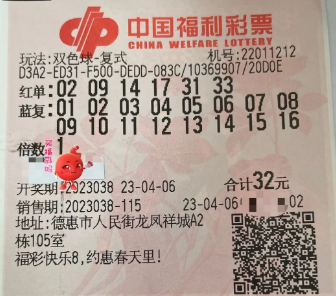 中国福利彩票
CHINA WELFARE LOTTERY
玩法:双色球-复式 机号:22011212
D3A2-ED31-F500-DEDD-083C/10369907/20D0E
红单:02 09 14 17 31 33
蓝复:01 02 03 04 05 06 07 08
09 10 11 12 13 14 15 16
倍数:1
开奖期:2023038 23-04-06 合计32元
销售期:2023038-115 23-04-06 02
地址:德惠市人民街龙凤祥城A2
栋105室
福彩快乐8,约惠春天里!